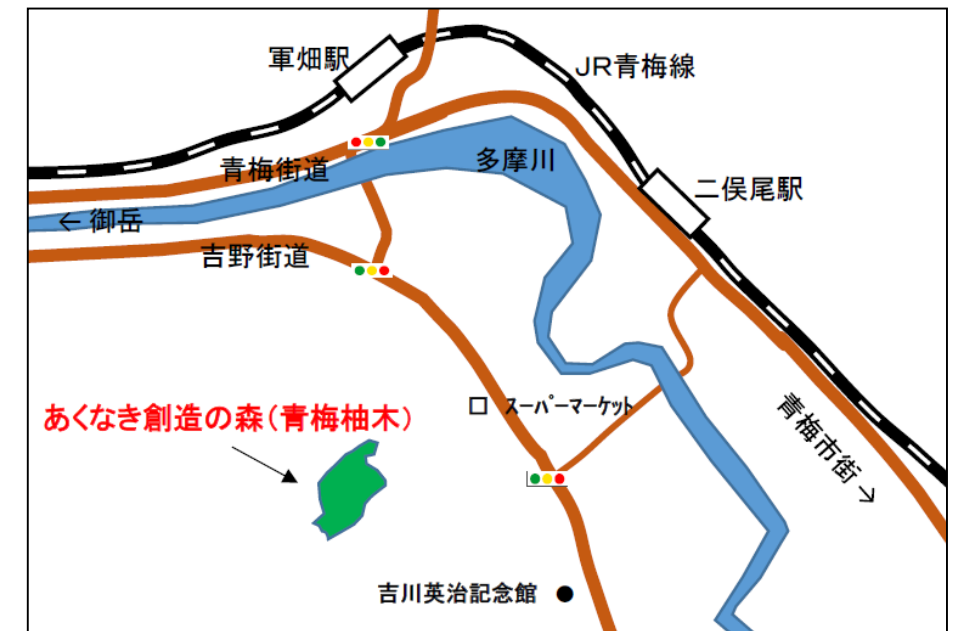 軍畑駅
JR青梅線
青梅街道
多摩川
二俣尾駅
← 御岳
吉野街道
あくなき創造の森(青梅柚木)
□ スーパーマーケット
青梅市街 →
吉川英治記念館 ●